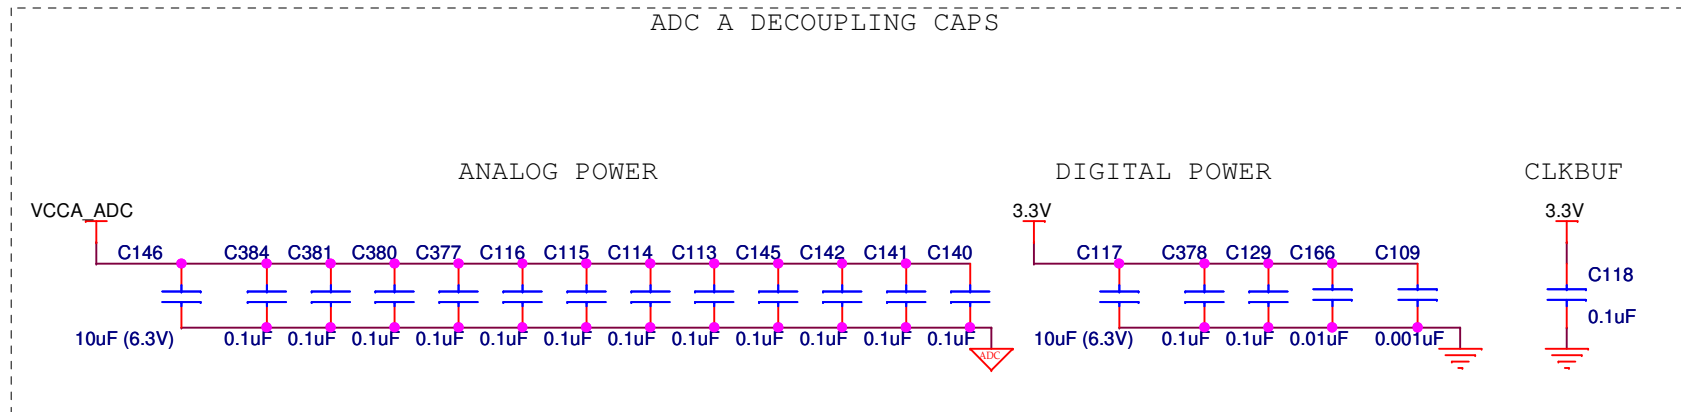 ADC A DECOUPLING CAPS
ANALOG POWER DIGITAL POWER CLKBUF
VCCA_ADC 3.3V 3.3V
C146 C384 C381 C380 C377 C116 C115 C114 C113 C145 C142 C141 C140 C117 C378 C129 C166 C109
C118
0.1uF
10uF (6.3V) 0.1uF 0.1uF 0.1uF 0.1uF 0.1uF 0.1uF 0.1uF 0.1uF 0.1uF 0.1uF 0.1uF 0.1uF 10uF (6.3V) 0.1uF 0.1uF 0.01uF 0.001uF
ADC